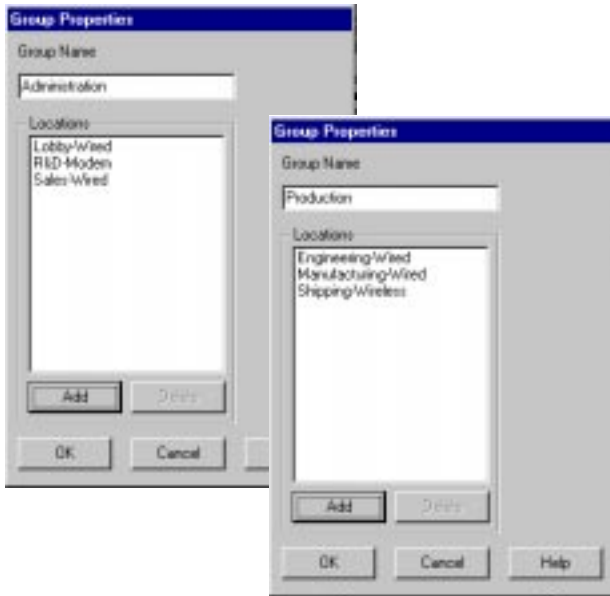 Group Properties
Group Name
Administration
Locations
Lobby-Wired
R&D-Modem
Sales-Wired
Add
Delete
OK
Cancel
Group Properties
Group Name
Production
Locations
Engineering-Wired
Manufacturing-Wired
Shipping-Wireless
Add
Delete
OK
Cancel
Help